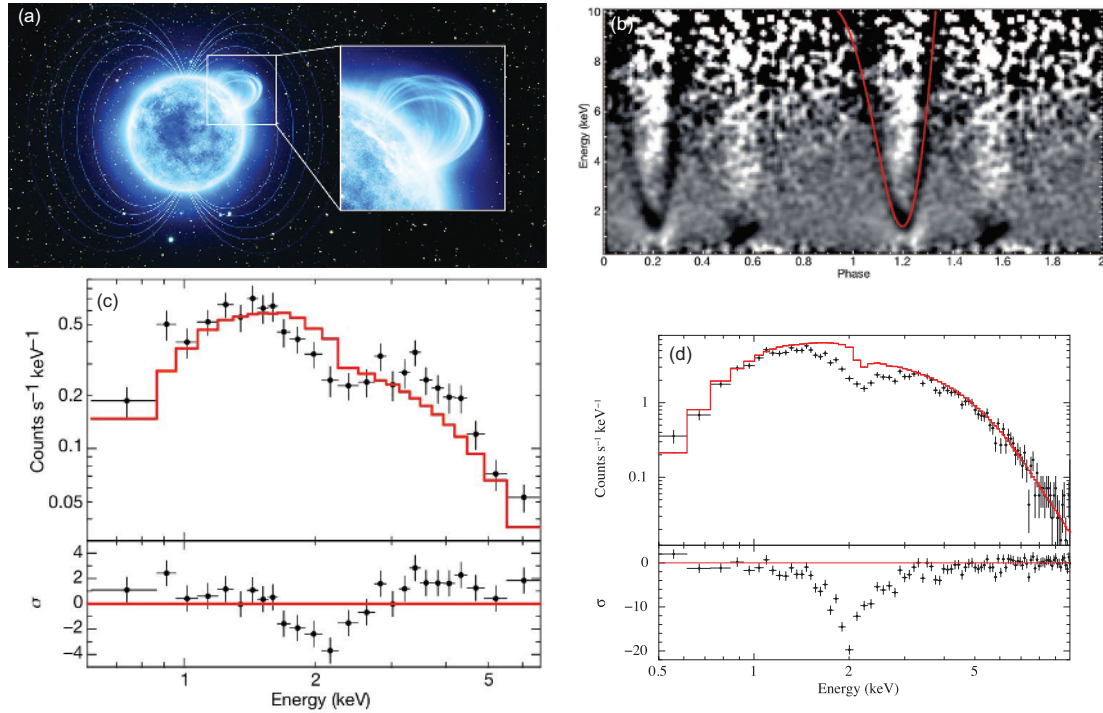 (a)
(b)
Energy (keV)
10
8
6
4
2
0 0.2 0.4 0.6 0.8 1 1.2 1.4 1.6 1.8 2
Phase
(c)
Counts s⁻¹ keV⁻¹
0.5
0.2
0.1
0.05
σ
4
2
0
−2
−4
1 2 5
Energy (keV)
(d)
Counts s⁻¹ keV⁻¹
1
0.1
σ
0
−10
−20
0.5 1 2 5
Energy (keV)